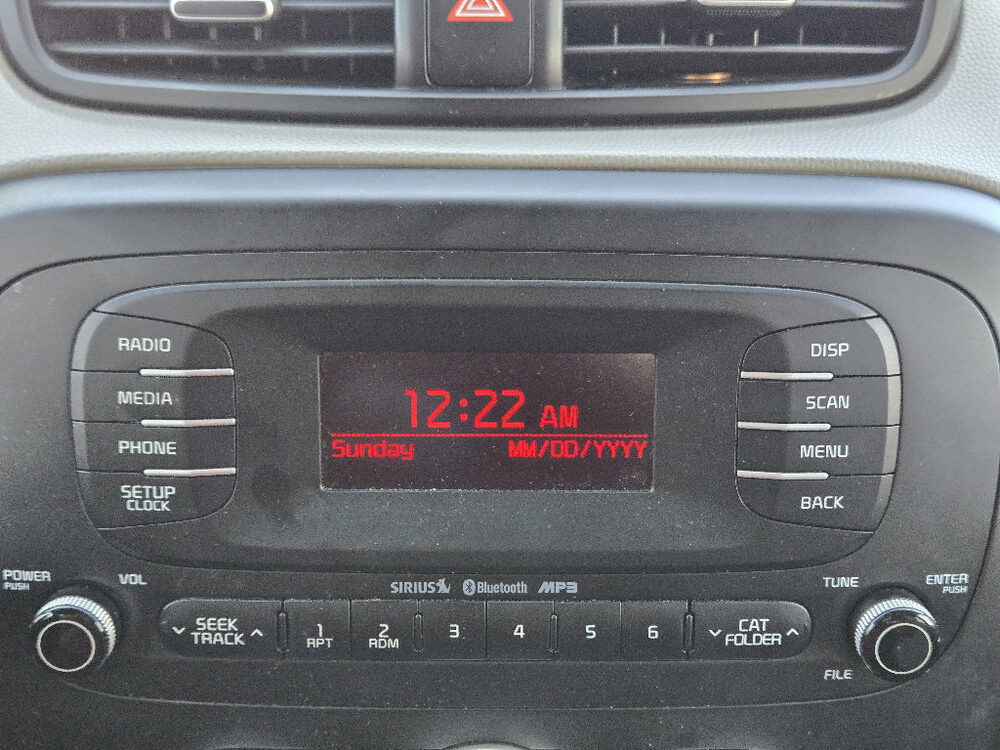 12:22 AM
Sunday MM/DD/YYYY
RADIO
MEDIA
PHONE
SETUP
CLOCK
DISP
SCAN
MENU
BACK
POWER
PUSH
VOL
SIRIUS Bluetooth MP3
TUNE
ENTER
PUSH
SEEK
TRACK
1
RPT
2
RDM
3
4
5
6
CAT
FOLDER
FILE